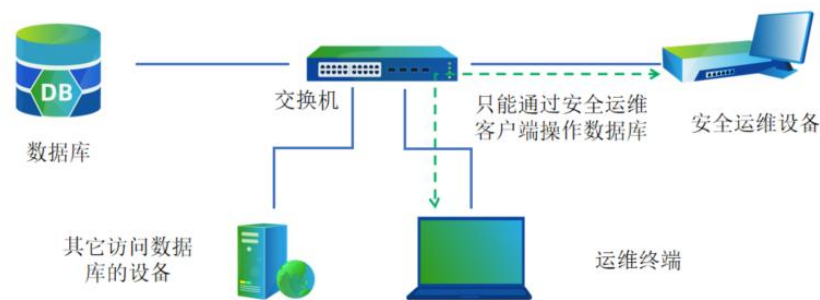 DB
交换机
只能通过安全运维
客户端操作数据库
安全运维设备
数据库
其它访问数据
库的设备
运维终端